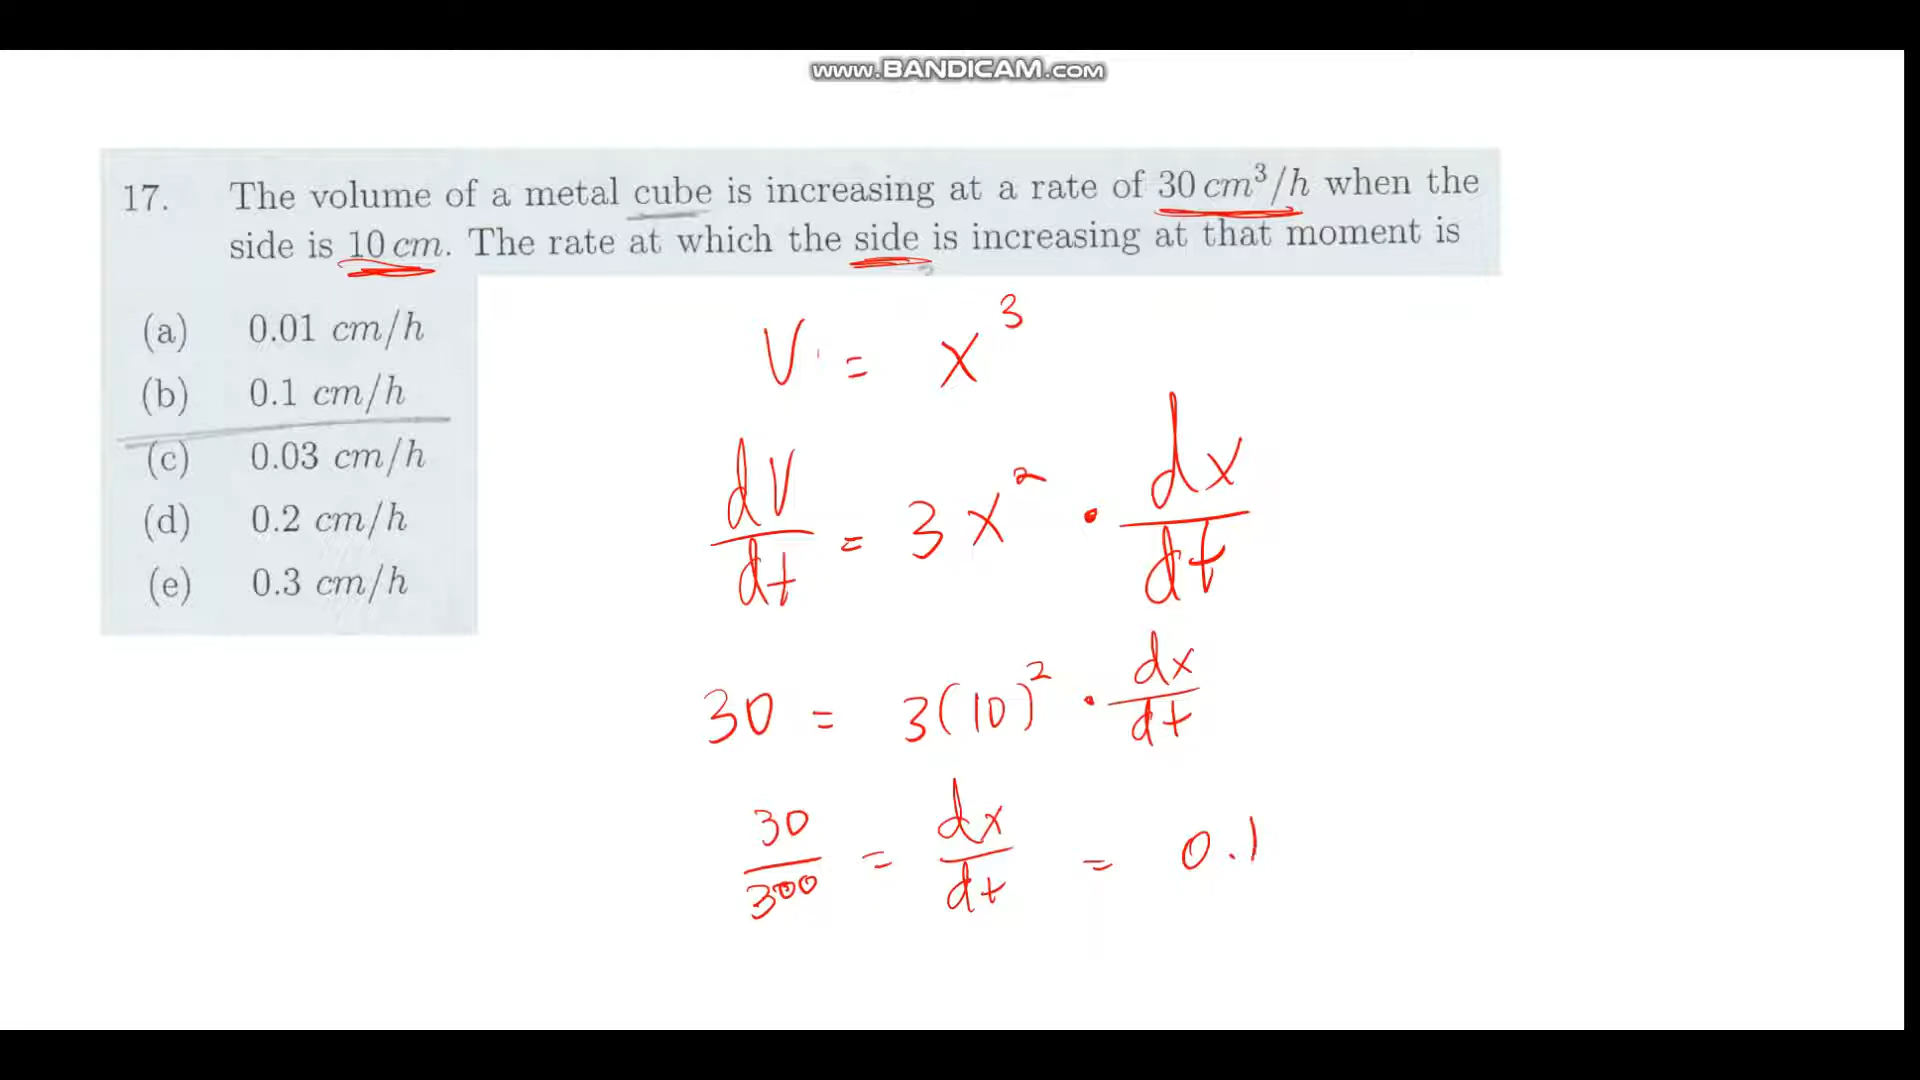 www.BANDICAM.com
17. The volume of a metal cube is increasing at a rate of 30 cm³/h when the
side is 10 cm. The rate at which the side is increasing at that moment is
(a) 0.01 cm/h
(b) 0.1 cm/h
(c) 0.03 cm/h
(d) 0.2 cm/h
(e) 0.3 cm/h
V = x³
dV/dt = 3x² · dx/dt
30 = 3(10)² · dx/dt
30/300 = dx/dt = 0.1